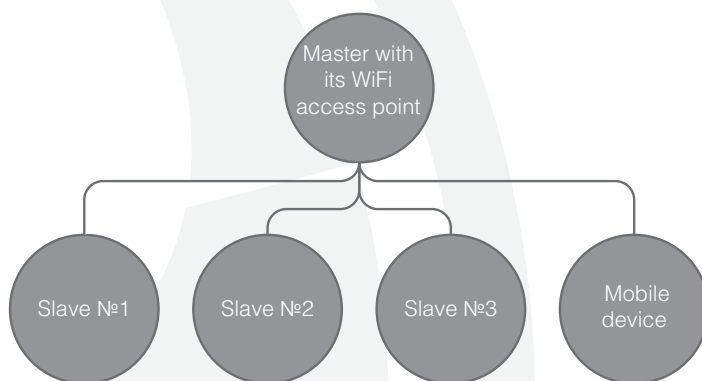 Master with
its WiFi
access point
Slave №1
Slave №2
Slave №3
Mobile
device